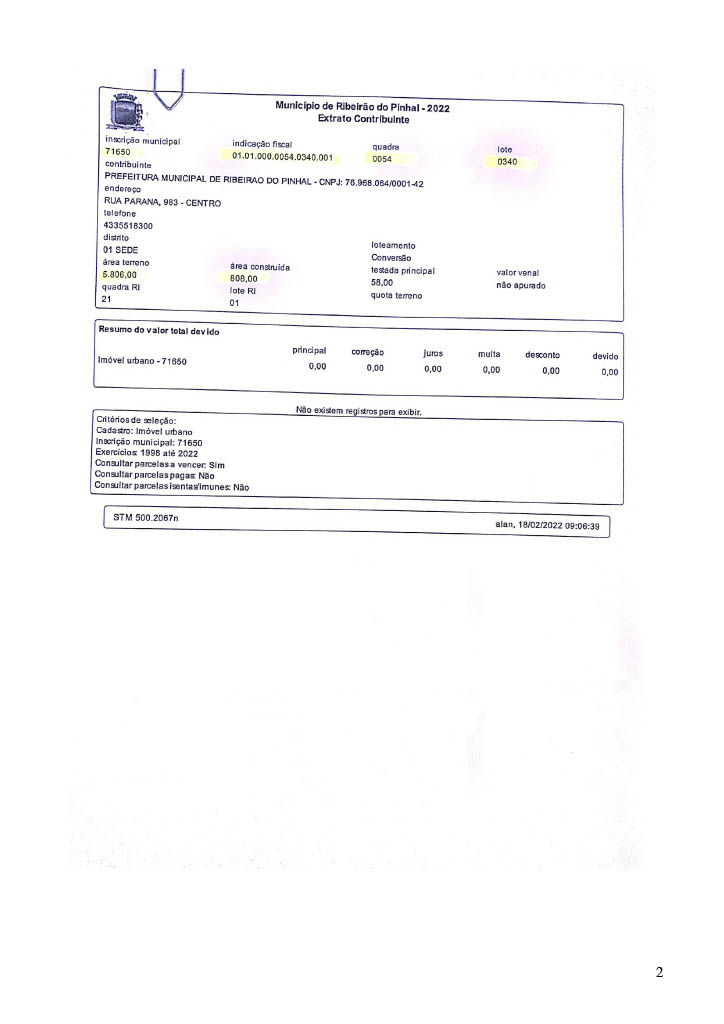 Município de Ribeirão do Pinhal - 2022
Extrato Contribuinte
inscrição municipal indicação fiscal quadra lote
71650 01.01.000.0054.0340.001 0054 0340
contribuinte
PREFEITURA MUNICIPAL DE RIBEIRAO DO PINHAL - CNPJ: 76.968.064/0001-42
endereço
RUA PARANA, 983 - CENTRO
telefone
4335518300
distrito loteamento
01 SEDE Conversão
área terreno área construída testada principal valor venal
5.806,00 808,00 58,00 não apurado
quadra RI lote RI quota terreno
21 01
Resumo do valor total devido
principal correção juros multa desconto devido
Imóvel urbano - 71650 0,00 0,00 0,00 0,00 0,00 0,00
Não existem registros para exibir.
Critérios de seleção:
Cadastro: Imóvel urbano
Inscrição municipal: 71650
Exercícios: 1998 até 2022
Consultar parcelas a vencer: Sim
Consultar parcelas pagas: Não
Consultar parcelas isentas/imunes: Não
STM 500.2067n alan, 18/02/2022 09:06:39
2